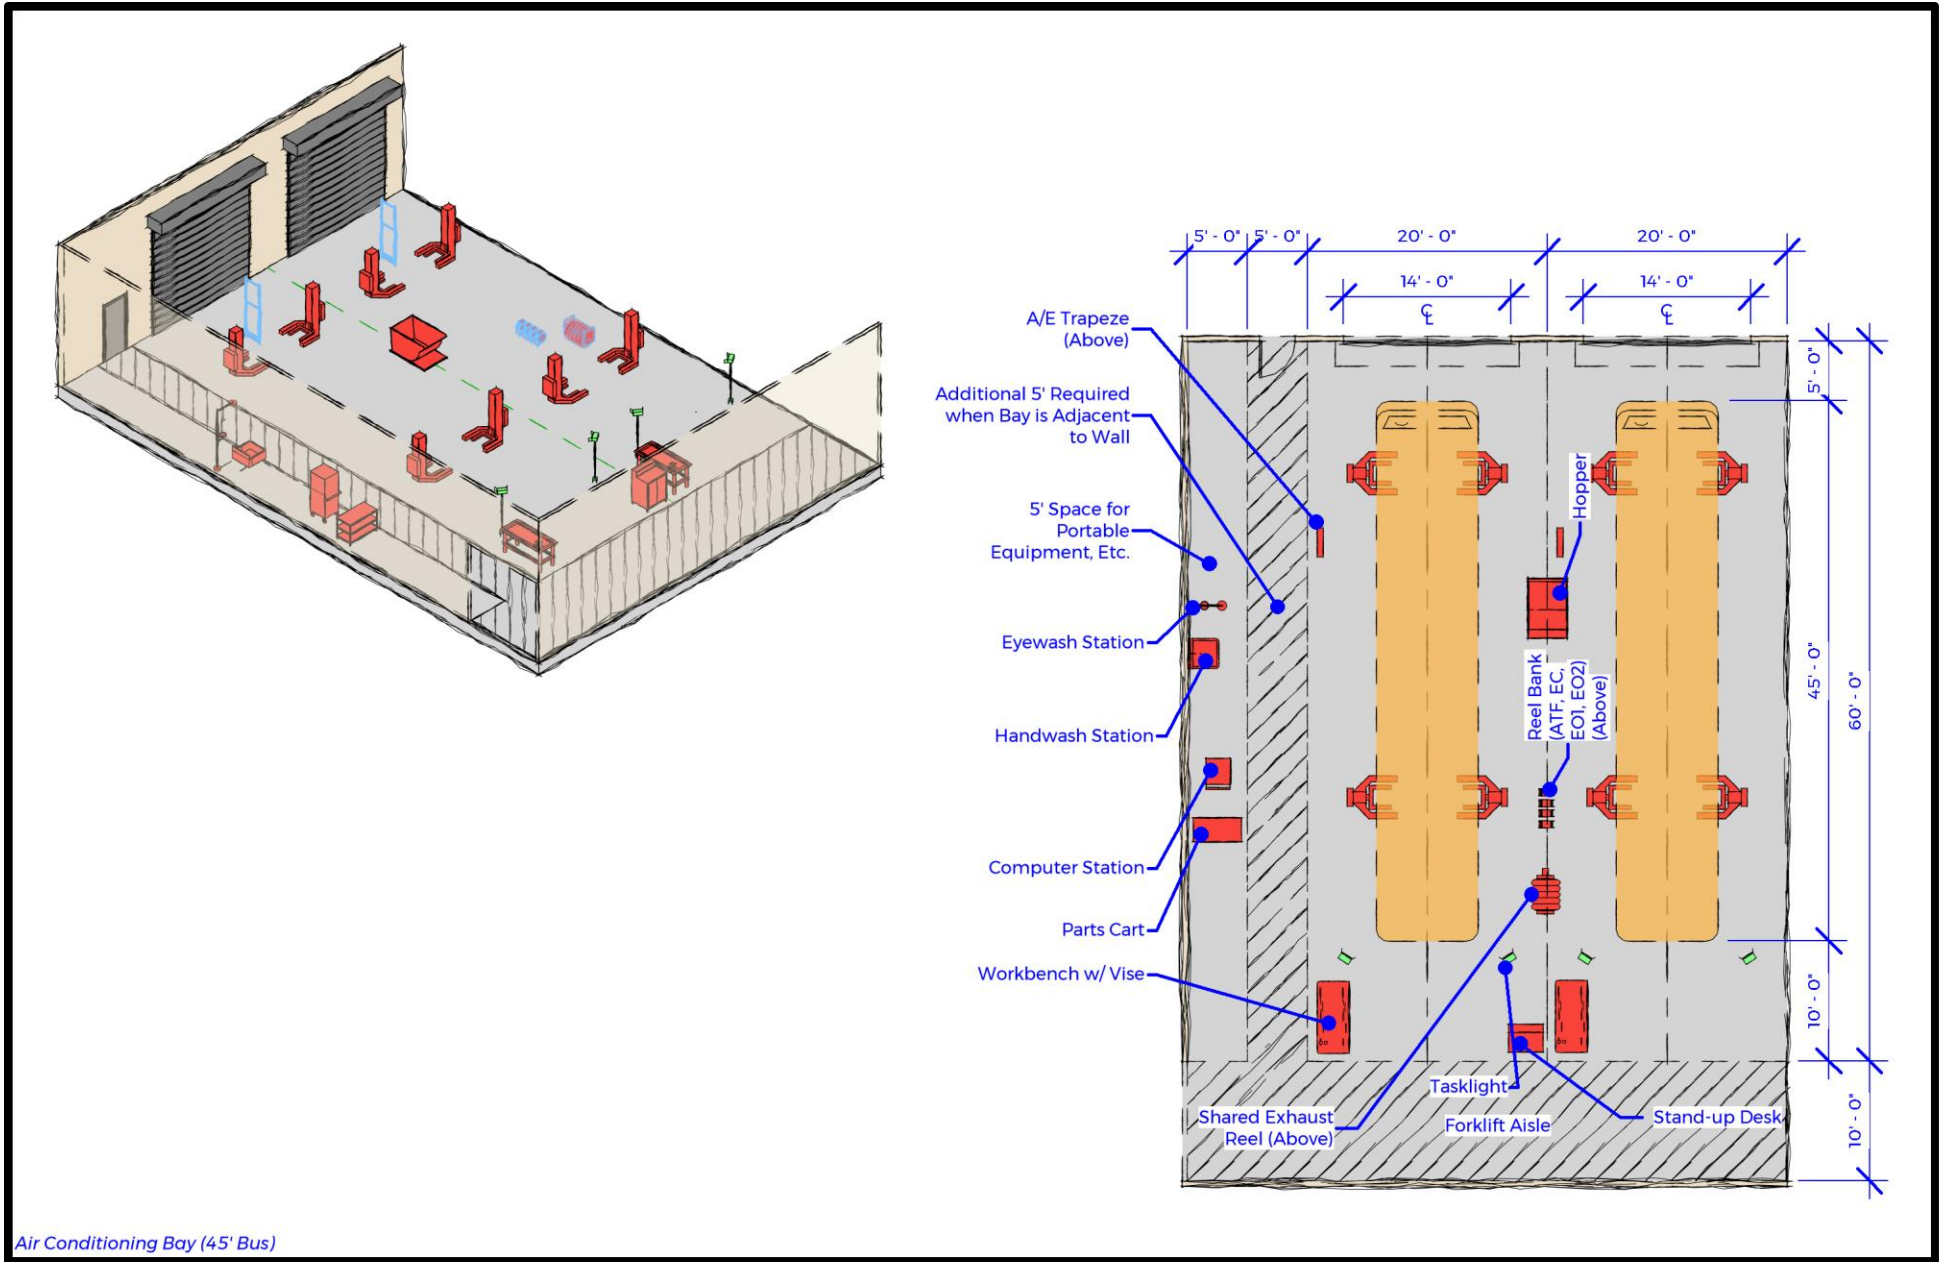 5' - 0"
5' - 0"
20' - 0"
20' - 0"
14' - 0"
14' - 0"
℄
℄
A/E Trapeze
(Above)
Additional 5' Required
when Bay is Adjacent
to Wall
5' Space for
Portable
Equipment, Etc.
Eyewash Station
Handwash Station
Computer Station
Parts Cart
Workbench w/ Vise
Hopper
Reel Bank
(ATF, EC,
EO1, EO2)
(Above)
5' - 0"
45' - 0"
60' - 0"
10' - 0"
10' - 0"
Tasklight
Shared Exhaust
Reel (Above)
Forklift Aisle
Stand-up Desk
Air Conditioning Bay (45' Bus)